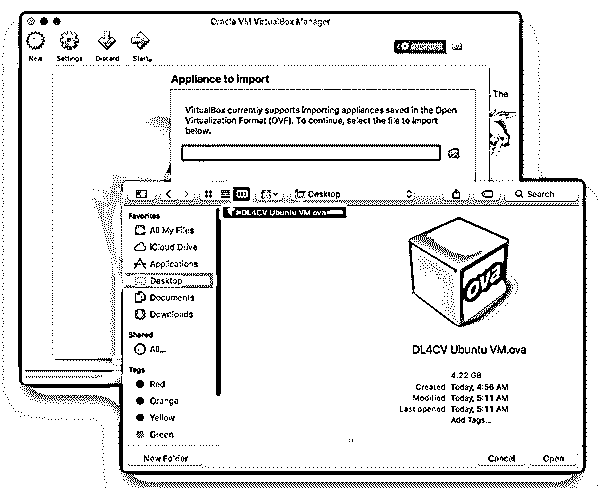 Oracle VM VirtualBox Manager
New Settings Discard Start
Appliance to import
The
VirtualBox currently supports importing appliances saved in the Open
Virtualization Format (OVF). To continue, select the file to import
below.
Desktop
Search
Favorites
All My Files
iCloud Drive
Applications
Desktop
Documents
Downloads
Shared
All...
Tags
Red
Orange
Yellow
Green
DL4CV Ubuntu VM.ova
OVA
DL4CV Ubuntu VM.ova
4.22 GB
Created Today, 4:56 AM
Modified Today, 5:11 AM
Last opened Today, 5:11 AM
Add Tags...
New Folder
Cancel
Open